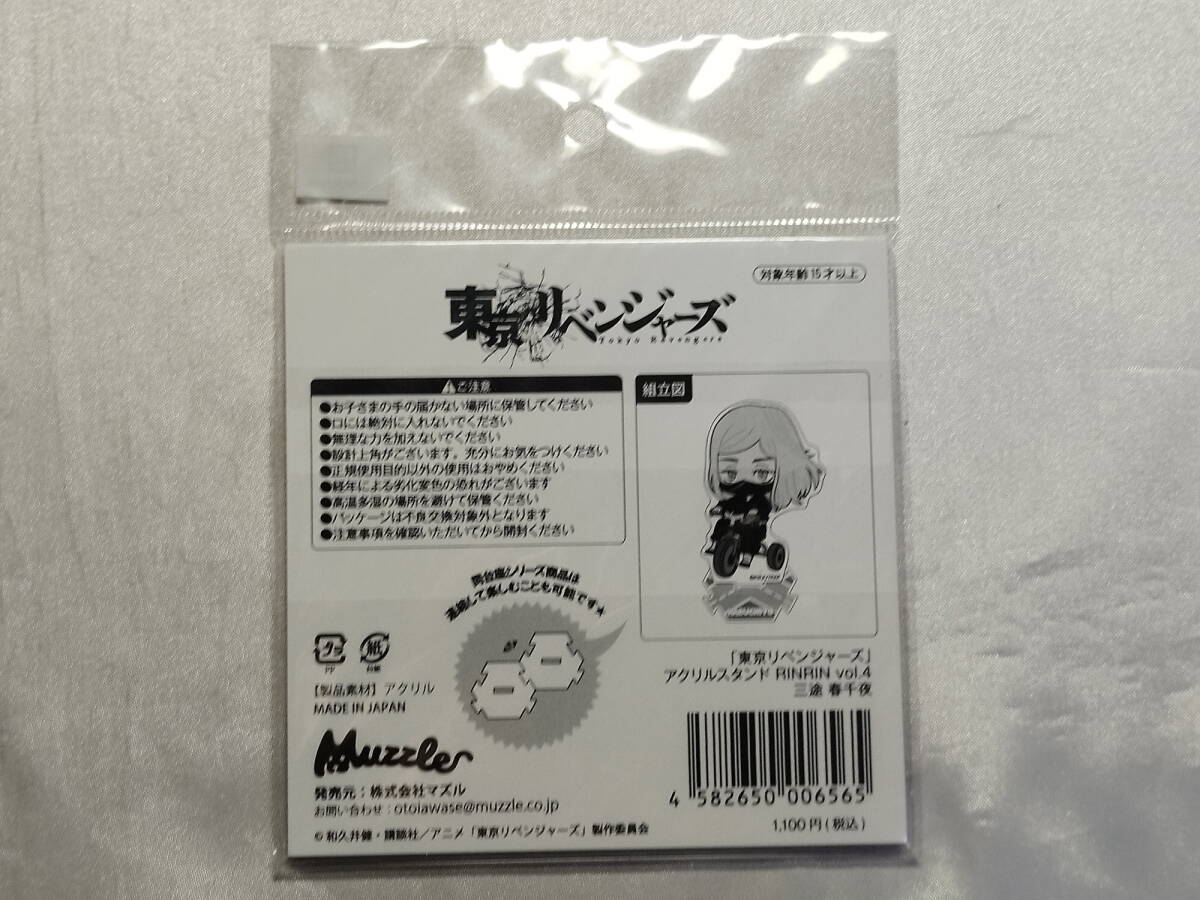 対象年齢15才以上
東京リベンジャーズ
Tokyo Revengers
ご注意
●お子さまの手の届かない場所に保管してください
●口には絶対に入れないでください
●無理な力を加えないでください
●設計上角がございます。充分にお気をつけください
●正規使用目的以外の使用はおやめください
●経年による劣化変色の恐れがございます
●高温多湿の場所を避けて保管ください
●パッケージは不良交換対象外となります
●注意事項を確認いただいてから開封ください
組立図
同台座シリーズ商品は
連結して楽しむことも可能です★
プラ
PP
紙
台紙
【製品素材】アクリル
MADE IN JAPAN
Muzzle
発売元：株式会社マズル
お問い合わせ：otoiawase@muzzle.co.jp
©和久井健・講談社／アニメ「東京リベンジャーズ」製作委員会
「東京リベンジャーズ」
アクリルスタンド RINRIN vol.4
三途 春千夜
4 582650 006565
1,100円(税込)